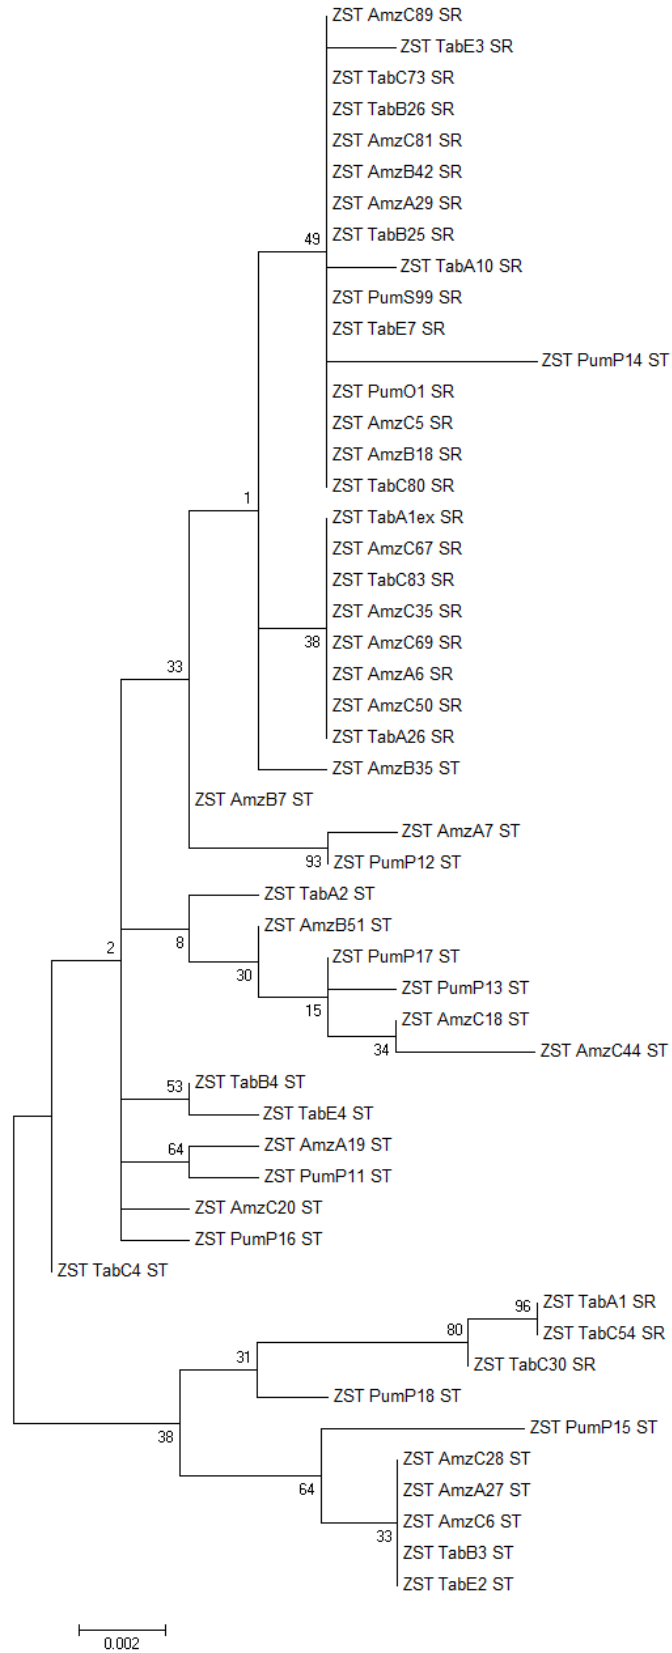 ZST AmzC89 SR
ZST TabE3 SR
ZST TabC73 SR
ZST TabB26 SR
ZST AmzC81 SR
ZST AmzB42 SR
ZST AmzA29 SR
ZST TabB25 SR
49
ZST TabA10 SR
ZST PumS99 SR
ZST TabE7 SR
ZST PumP14 ST
ZST PumO1 SR
ZST AmzC5 SR
ZST AmzB18 SR
ZST TabC80 SR
1
ZST TabA1ex SR
ZST AmzC67 SR
ZST TabC83 SR
ZST AmzC35 SR
ZST AmzC69 SR
38
ZST AmzA6 SR
33
ZST AmzC50 SR
ZST TabA26 SR
ZST AmzB35 ST
ZST AmzB7 ST
ZST AmzA7 ST
93
ZST PumP12 ST
ZST TabA2 ST
ZST AmzB51 ST
8
2
ZST PumP17 ST
30
ZST PumP13 ST
15
ZST AmzC18 ST
34
ZST AmzC44 ST
53
ZST TabB4 ST
ZST TabE4 ST
64
ZST AmzA19 ST
ZST PumP11 ST
ZST AmzC20 ST
ZST PumP16 ST
ZST TabC4 ST
96
ZST TabA1 SR
80
ZST TabC54 SR
31
ZST TabC30 SR
ZST PumP18 ST
ZST PumP15 ST
38
ZST AmzC28 ST
64
ZST AmzA27 ST
ZST AmzC6 ST
33
ZST TabB3 ST
ZST TabE2 ST
0.002